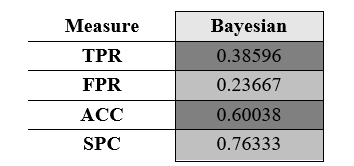 Measure Bayesian
TPR 0.38596
FPR 0.23667
ACC 0.60038
SPC 0.76333